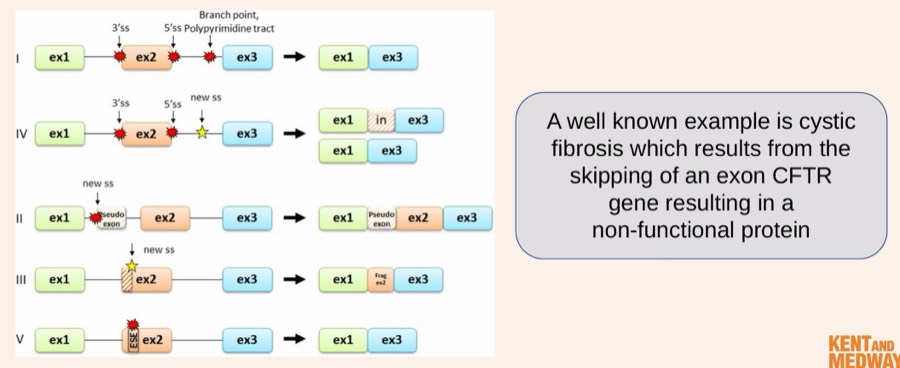 Branch point,
3'ss 5'ss Polypyrimidine tract
I ex1 ex2 ex3 ex1 ex3
3'ss 5'ss new ss
IV ex1 ex2 ex3 ex1 in ex3
ex1 ex3
new ss
II ex1 Pseudo exon ex2 ex3 ex1 Pseudo exon ex2 ex3
new ss
III ex1 ex2 ex3 ex1 Frag ex2 ex3
V ex1 ESE ex2 ex3 ex1 ex3
A well known example is cystic
fibrosis which results from the
skipping of an exon CFTR
gene resulting in a
non-functional protein
KENT AND
MEDWAY